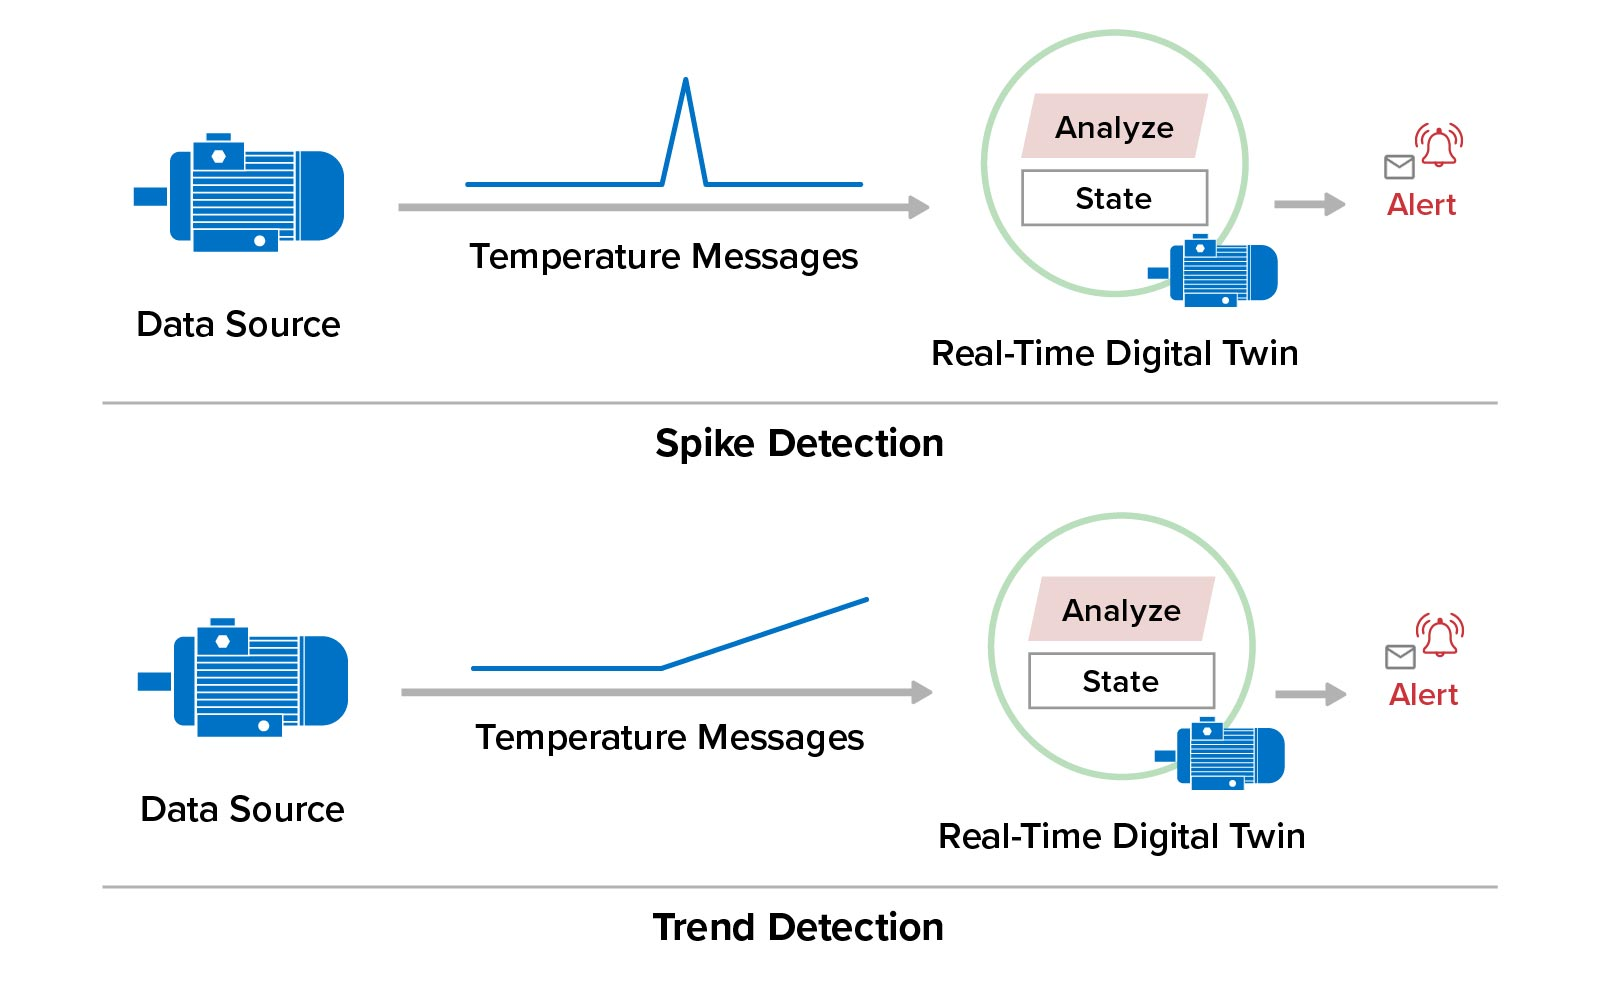 Analyze
State
Alert
Temperature Messages
Data Source
Real-Time Digital Twin
Spike Detection
Analyze
State
Alert
Temperature Messages
Data Source
Real-Time Digital Twin
Trend Detection